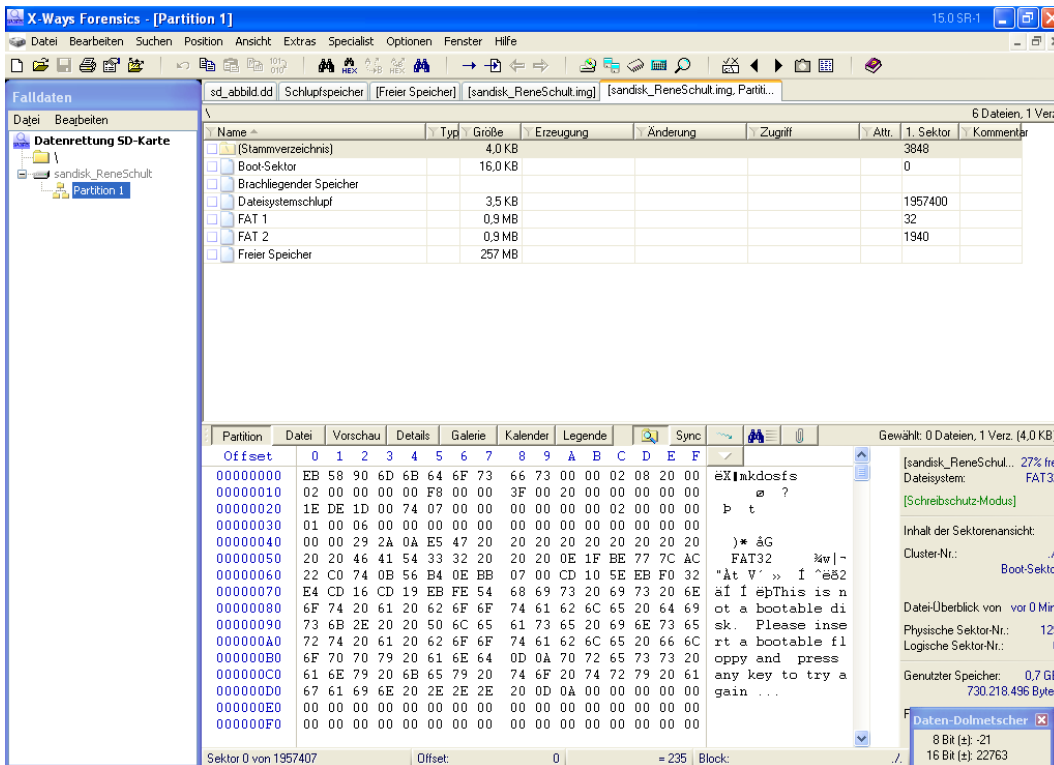 X-Ways Forensics - [Partition 1] 15.0 SR-1
Datei Bearbeiten Suchen Position Ansicht Extras Specialist Optionen Fenster Hilfe
Falldaten
Datei Bearbeiten
Datenrettung SD-Karte
\
sandisk_ReneSchult
Partition 1
sd_abbild.dd Schlupfspeicher [Freier Speicher] [sandisk_ReneSchult.img] [sandisk_ReneSchult.img, Partiti...
\ 6 Dateien, 1 Verz
Name Typ Größe Erzeugung Änderung Zugriff Attr. 1. Sektor Kommentar
(Stammverzeichnis) 4,0 KB 3848
Boot-Sektor 16,0 KB 0
Brachliegender Speicher
Dateisystemschlupf 3,5 KB 1957400
FAT 1 0,9 MB 32
FAT 2 0,9 MB 1940
Freier Speicher 257 MB
Partition Datei Vorschau Details Galerie Kalender Legende Sync Gewählt: 0 Dateien, 1 Verz. (4,0 KB)
Offset 0 1 2 3 4 5 6 7 8 9 A B C D E F
00000000 EB 58 90 6D 6B 64 6F 73 66 73 00 00 02 08 20 00 ëX mkdosfs
00000010 02 00 00 00 00 F8 00 00 3F 00 20 00 00 00 00 00 ø ?
00000020 1E DE 1D 00 74 07 00 00 00 00 00 00 02 00 00 00 Þ t
00000030 01 00 06 00 00 00 00 00 00 00 00 00 00 00 00 00
00000040 00 00 29 2A 0A E5 47 20 20 20 20 20 20 20 20 20 )* åG
00000050 20 20 46 41 54 33 32 20 20 20 0E 1F BE 77 7C AC FAT32 ¾w|¬
00000060 22 C0 74 0B 56 B4 0E BB 07 00 CD 10 5E EB F0 32 "Àt V´ » Í ^ëð2
00000070 E4 CD 16 CD 19 EB FE 54 68 69 73 20 69 73 20 6E äÍ Í ëþThis is n
00000080 6F 74 20 61 20 62 6F 6F 74 61 62 6C 65 20 64 69 ot a bootable di
00000090 73 6B 2E 20 20 50 6C 65 61 73 65 20 69 6E 73 65 sk. Please inse
000000A0 72 74 20 61 20 62 6F 6F 74 61 62 6C 65 20 66 6C rt a bootable fl
000000B0 6F 70 70 79 20 61 6E 64 0D 0A 70 72 65 73 73 20 oppy and press
000000C0 61 6E 79 20 6B 65 79 20 74 6F 20 74 72 79 20 61 any key to try a
000000D0 67 61 69 6E 20 2E 2E 2E 20 0D 0A 00 00 00 00 00 gain ...
000000E0 00 00 00 00 00 00 00 00 00 00 00 00 00 00 00 00
000000F0 00 00 00 00 00 00 00 00 00 00 00 00 00 00 00 00
[sandisk_ReneSchul... 27% fre
Dateisystem: FAT32
[Schreibschutz-Modus]
Inhalt der Sektorenansicht:
Cluster-Nr.: ./.
Boot-Sekto
Datei-Überblick von vor 0 Min
Physische Sektor-Nr.: 12
Logische Sektor-Nr.:
Genutzter Speicher: 0,7 GB
730.218.496 Byte
F
Daten-Dolmetscher
8 Bit (±): -21
16 Bit (±): 22763
Sektor 0 von 1957407 Offset: 0 = 235 Block: ./.